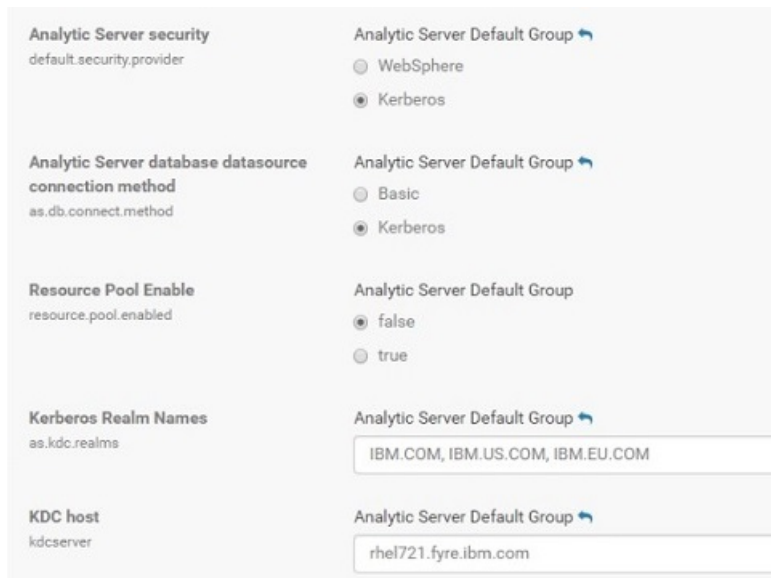 Analytic Server security
default.security.provider
Analytic Server Default Group
WebSphere
Kerberos
Analytic Server database datasource
connection method
as.db.connect.method
Analytic Server Default Group
Basic
Kerberos
Resource Pool Enable
resource.pool.enabled
Analytic Server Default Group
false
true
Kerberos Realm Names
as.kdc.realms
Analytic Server Default Group
IBM.COM, IBM.US.COM, IBM.EU.COM
KDC host
kdcserver
Analytic Server Default Group
rhel721.fyre.ibm.com